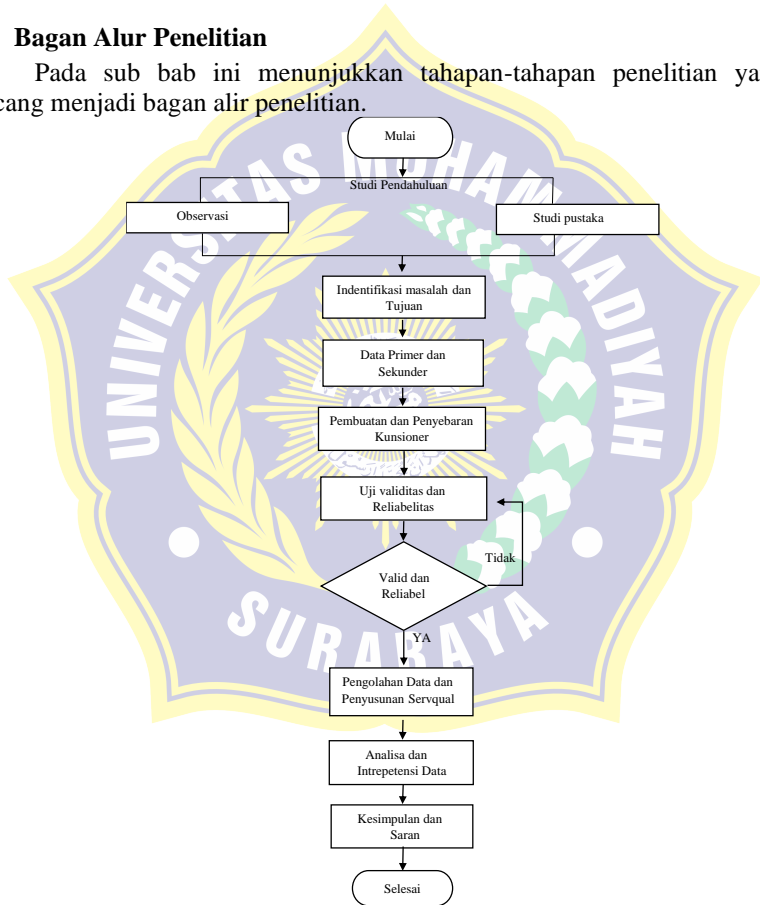 Bagan Alur Penelitian
Pada sub bab ini menunjukkan tahapan-tahapan penelitian ya
cang menjadi bagan alir penelitian.
Mulai
Studi Pendahuluan
Observasi
Studi pustaka
Indentifikasi masalah dan
Tujuan
Data Primer dan
Sekunder
Pembuatan dan Penyebaran
Kunsioner
Uji validitas dan
Reliabelitas
Tidak
Valid dan
Reliabel
YA
Pengolahan Data dan
Penyusunan Servqual
Analisa dan
Intrepetensi Data
Kesimpulan dan
Saran
Selesai
UNIVERSITAS MUHAMMADIYAH
SURABAYA